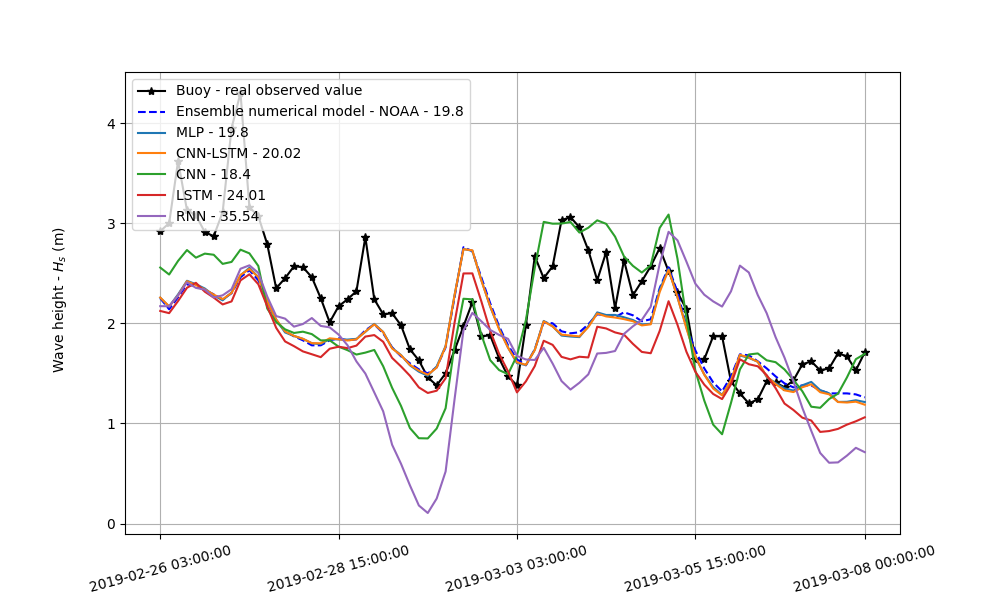 Buoy - real observed value
Ensemble numerical model - NOAA - 19.8
MLP - 19.8
CNN-LSTM - 20.02
CNN - 18.4
LSTM - 24.01
RNN - 35.54
Wave height - Hs (m)
4
3
2
1
0
2019-02-26 03:00:00
2019-02-28 15:00:00
2019-03-03 03:00:00
2019-03-05 15:00:00
2019-03-08 00:00:00